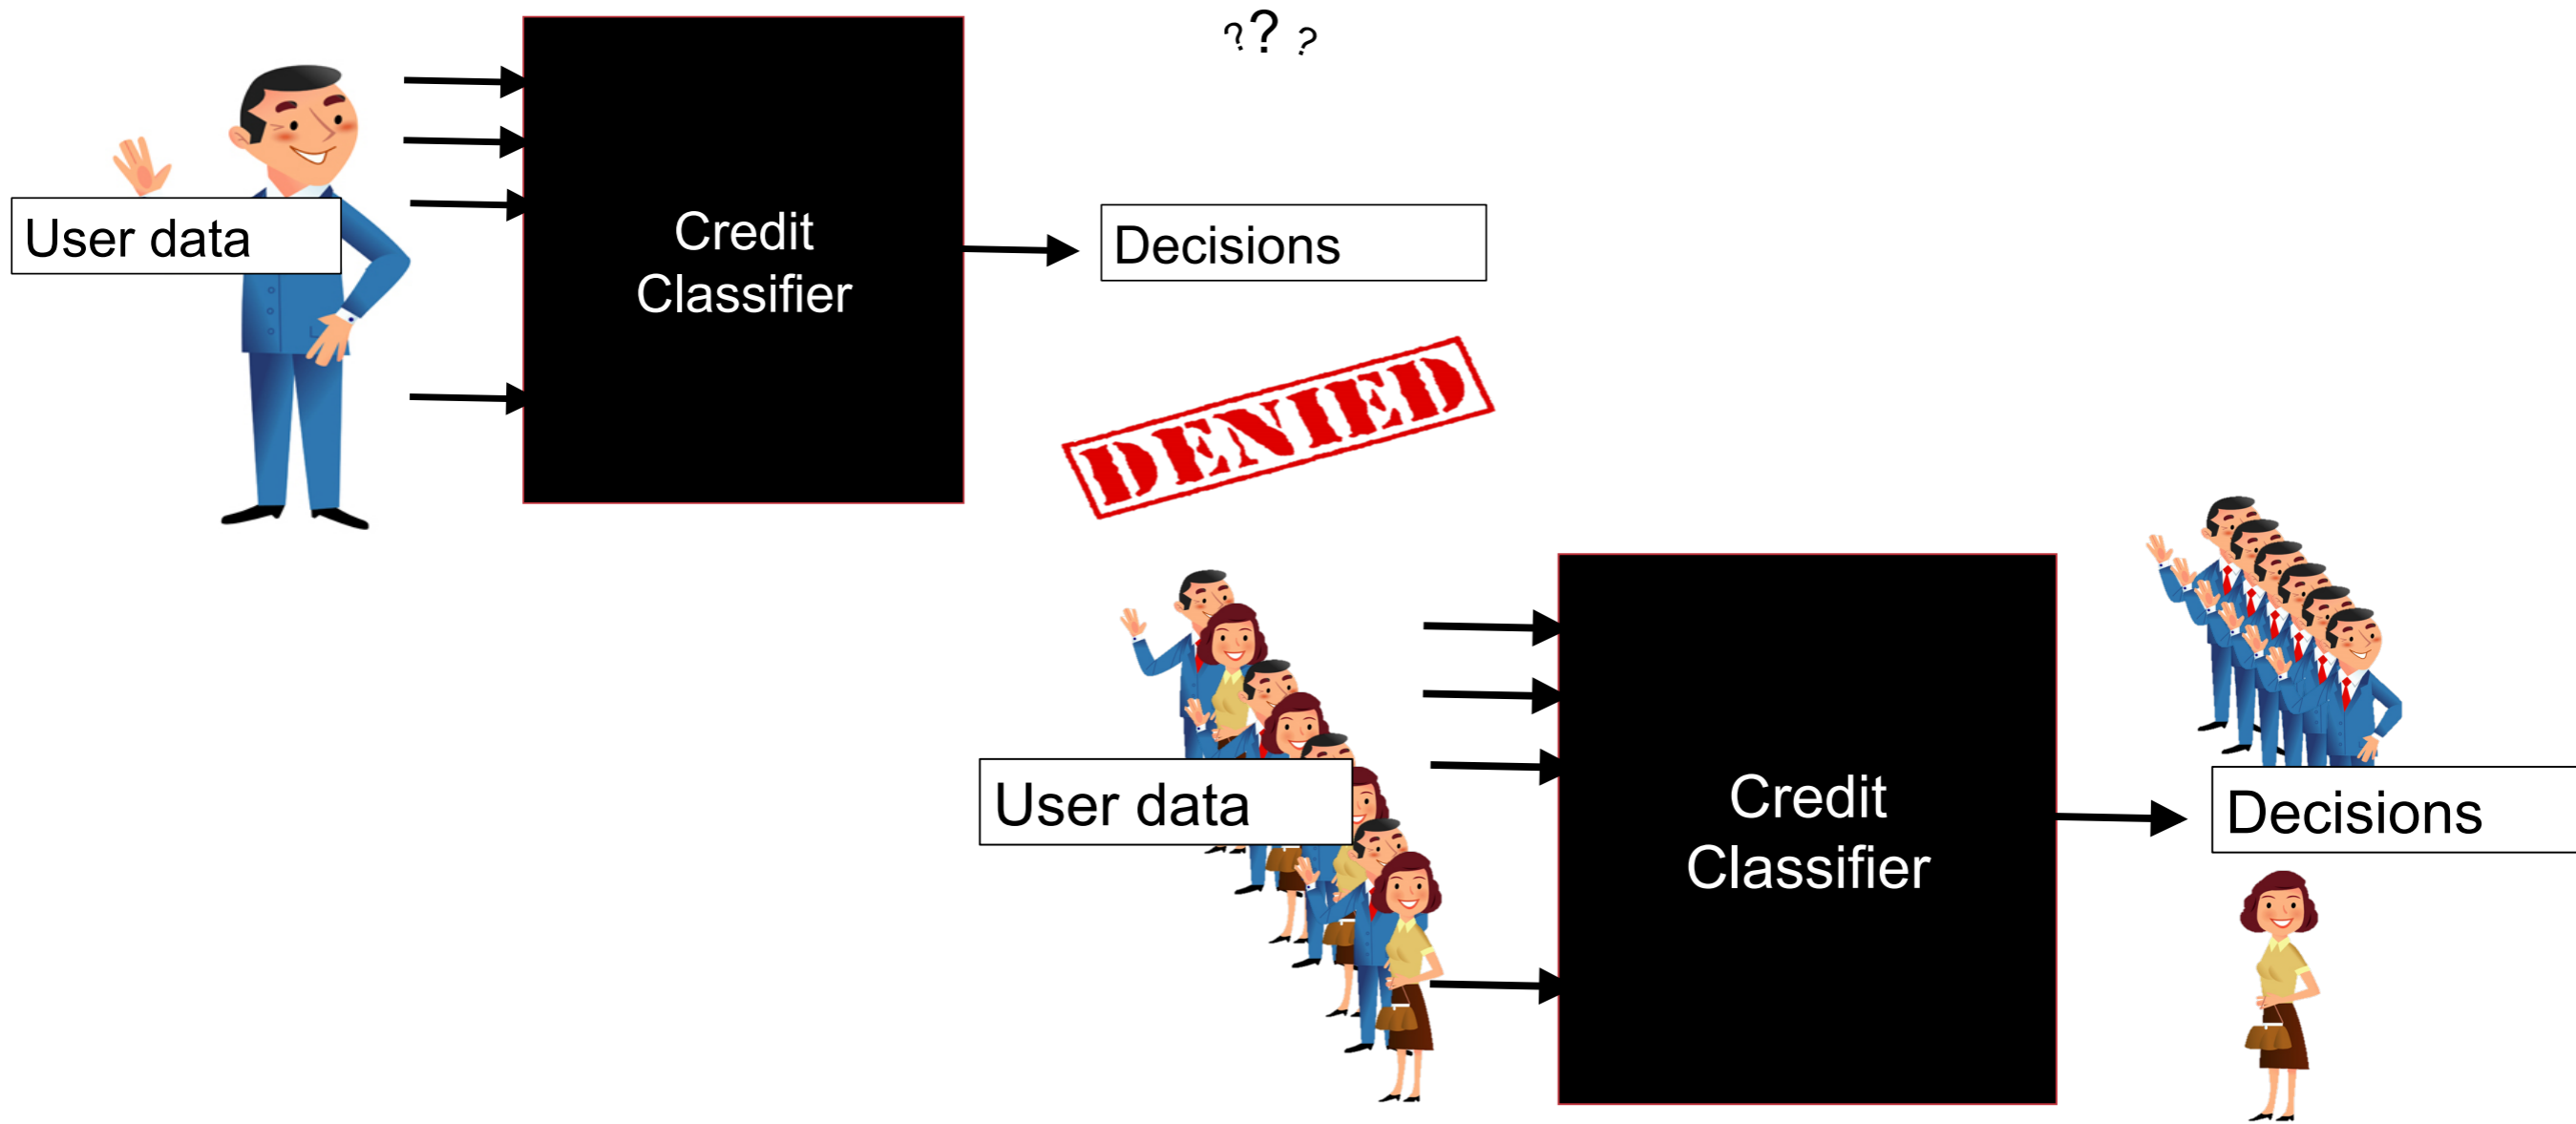 ???
User data
Credit
Classifier
Decisions
DENIED
User data
Credit
Classifier
Decisions